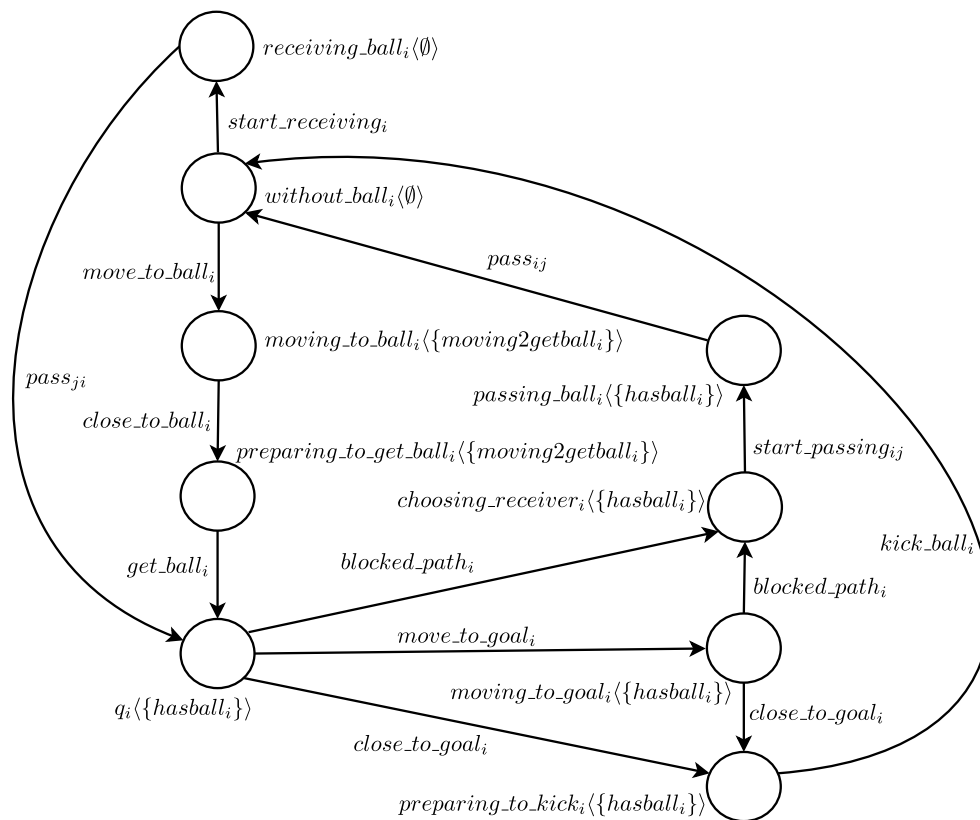 receiving_ball_i⟨∅⟩
start_receiving_i
without_ball_i⟨∅⟩
pass_ij
move_to_ball_i
moving_to_ball_i⟨{moving2getball_i}⟩
pass_ji
passing_ball_i⟨{hasball_i}⟩
close_to_ball_i
preparing_to_get_ball_i⟨{moving2getball_i}⟩
start_passing_ij
choosing_receiver_i⟨{hasball_i}⟩
kick_ball_i
get_ball_i
blocked_path_i
blocked_path_i
move_to_goal_i
moving_to_goal_i⟨{hasball_i}⟩
q_i⟨{hasball_i}⟩
close_to_goal_i
close_to_goal_i
preparing_to_kick_i⟨{hasball_i}⟩